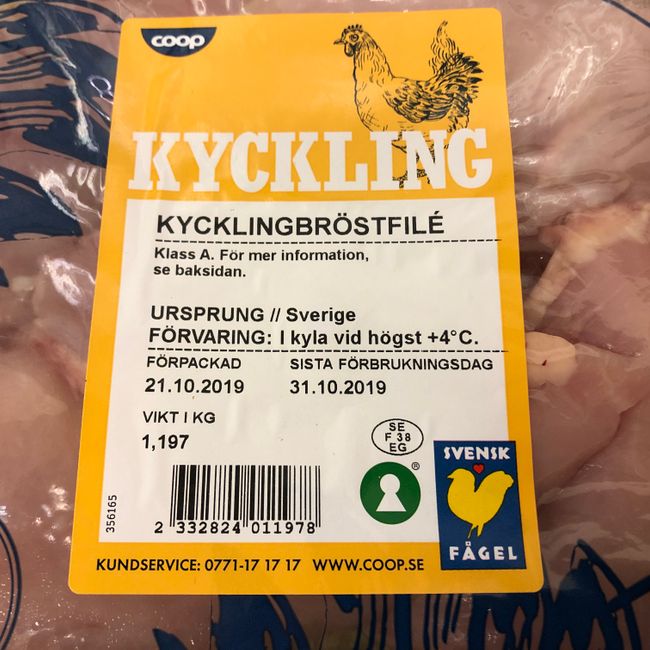 coop
KYCKLING
KYCKLINGBRÖSTFILÉ
Klass A. För mer information,
se baksidan.
URSPRUNG // Sverige
FÖRVARING: I kyla vid högst +4°C.
FÖRPACKAD SISTA FÖRBRUKNINGSDAG
21.10.2019 31.10.2019
VIKT I KG
1,197
SE
F 38
EG
®
SVENSK
FÅGEL
356165
2 332824 011978
KUNDSERVICE: 0771-17 17 17 WWW.COOP.SE